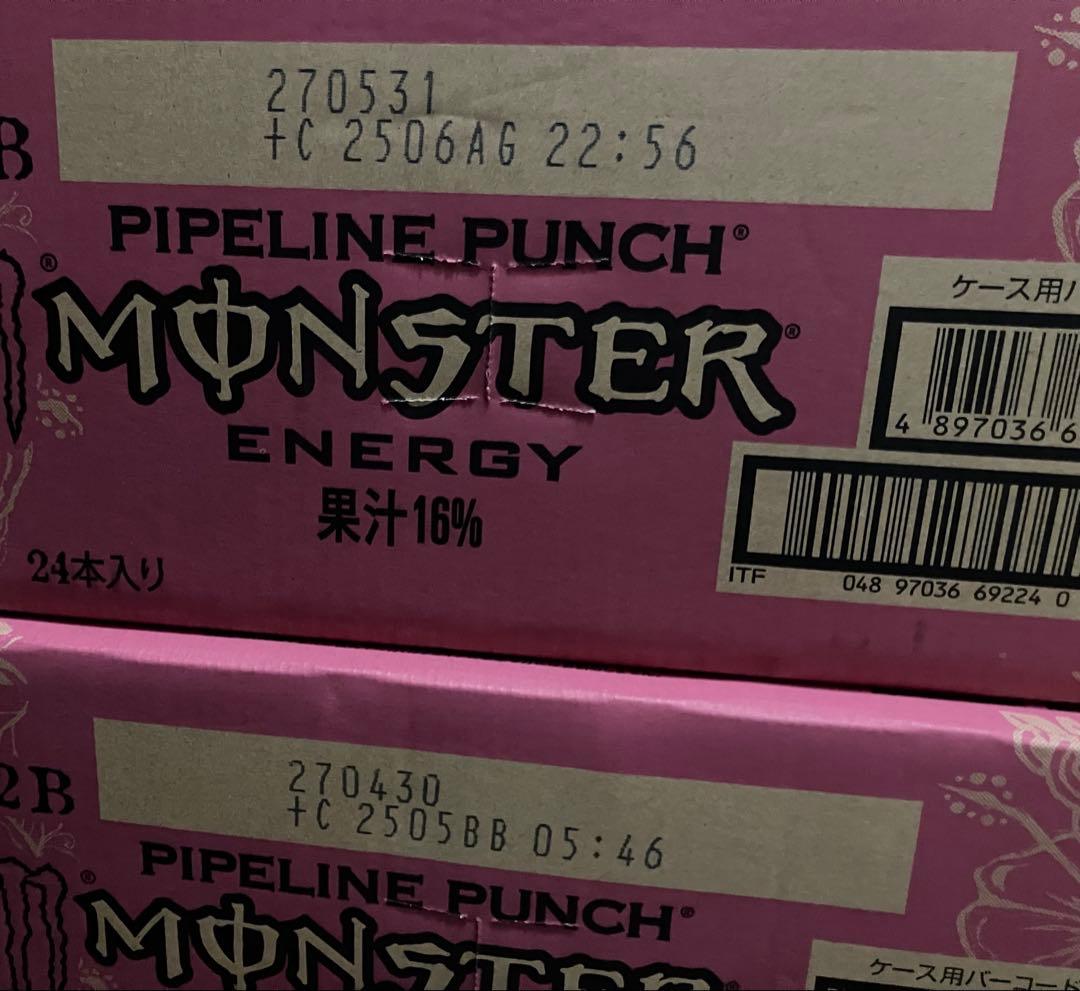 270531
+C 2506AG 22:56
B
PIPELINE PUNCH®
MONSTER®
ENERGY
果汁16%
24本入り
ケース用
4 897036 6
ITF 048 97036 69224 0
270430
+C 2505BB 05:46
2B
PIPELINE PUNCH®
MONSTER®
ケース用バーコード